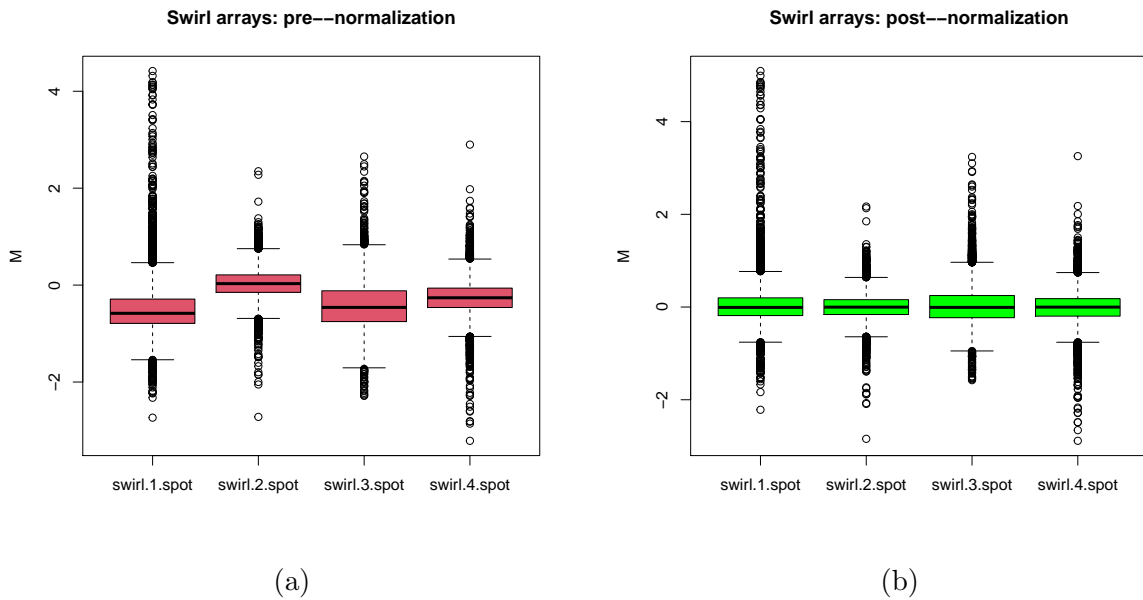 Swirl arrays: pre−−normalization
M
4
2
0
−2
swirl.1.spot swirl.2.spot swirl.3.spot swirl.4.spot
(a)
Swirl arrays: post−−normalization
M
4
2
0
−2
swirl.1.spot swirl.2.spot swirl.3.spot swirl.4.spot
(b)